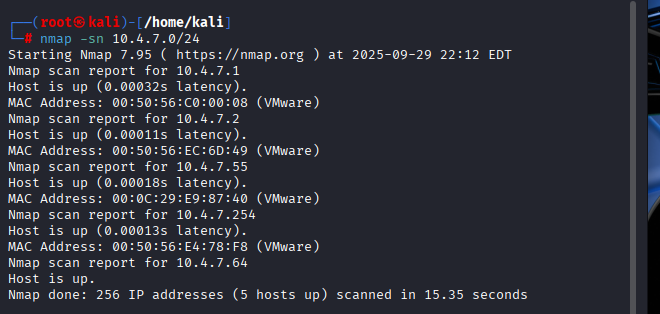 ┌──(root㉿kali)-[/home/kali]
└─# nmap -sn 10.4.7.0/24
Starting Nmap 7.95 ( https://nmap.org ) at 2025-09-29 22:12 EDT
Nmap scan report for 10.4.7.1
Host is up (0.00032s latency).
MAC Address: 00:50:56:C0:00:08 (VMware)
Nmap scan report for 10.4.7.2
Host is up (0.00011s latency).
MAC Address: 00:50:56:EC:6D:49 (VMware)
Nmap scan report for 10.4.7.55
Host is up (0.00018s latency).
MAC Address: 00:0C:29:E9:87:40 (VMware)
Nmap scan report for 10.4.7.254
Host is up (0.00013s latency).
MAC Address: 00:50:56:E4:78:F8 (VMware)
Nmap scan report for 10.4.7.64
Host is up.
Nmap done: 256 IP addresses (5 hosts up) scanned in 15.35 seconds